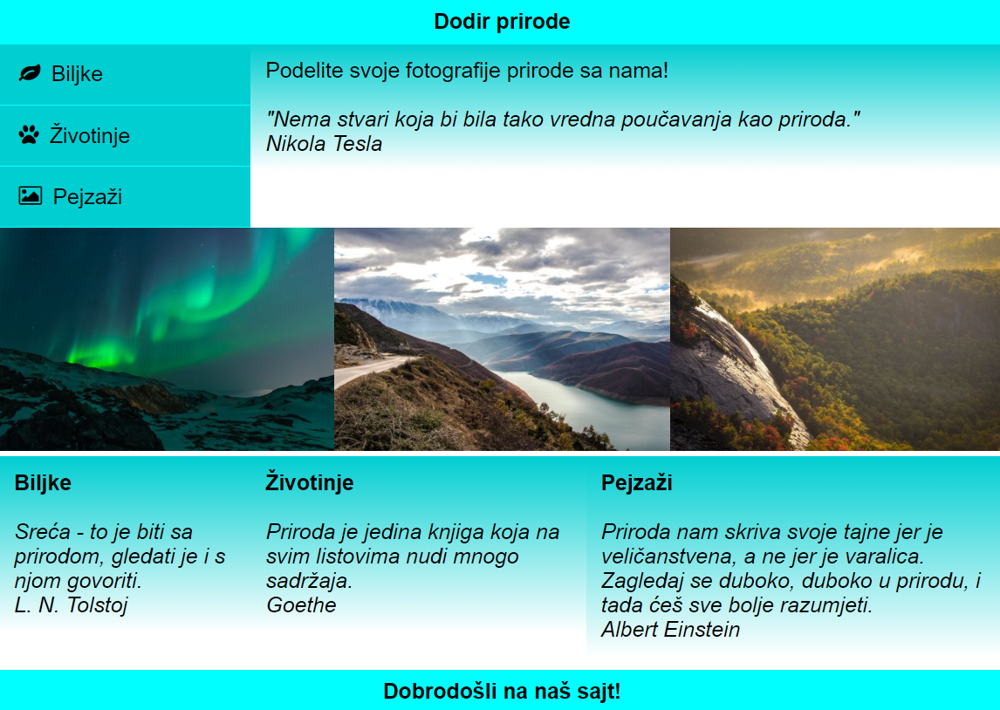 Dodir prirode
Biljke
Životinje
Pejzaži
Podelite svoje fotografije prirode sa nama!
"Nema stvari koja bi bila tako vredna poučavanja kao priroda."
Nikola Tesla
Biljke
Sreća - to je biti sa
prirodom, gledati je i s
njom govoriti.
L. N. Tolstoj
Životinje
Priroda je jedina knjiga koja na
svim listovima nudi mnogo
sadržaja.
Goethe
Pejzaži
Priroda nam skriva svoje tajne jer je
veličanstvena, a ne jer je varalica.
Zagledaj se duboko, duboko u prirodu, i
tada ćeš sve bolje razumjeti.
Albert Einstein
Dobrodošli na naš sajt!